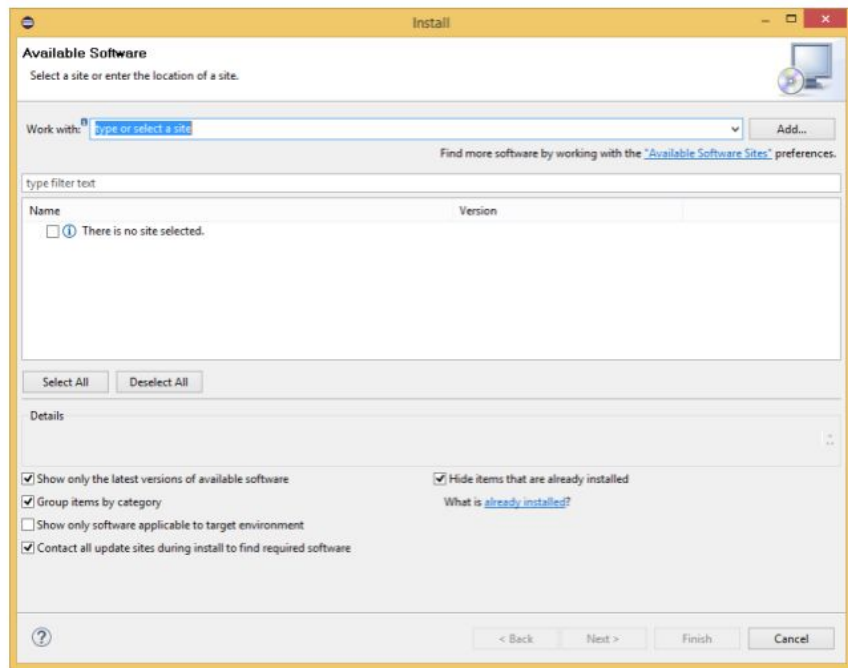 Install
Available Software
Select a site or enter the location of a site.
Work with: type or select a site Add...
Find more software by working with the "Available Software Sites" preferences.
type filter text
Name Version
There is no site selected.
Select All Deselect All
Details
Show only the latest versions of available software Hide items that are already installed
Group items by category What is already installed?
Show only software applicable to target environment
Contact all update sites during install to find required software
? < Back Next > Finish Cancel